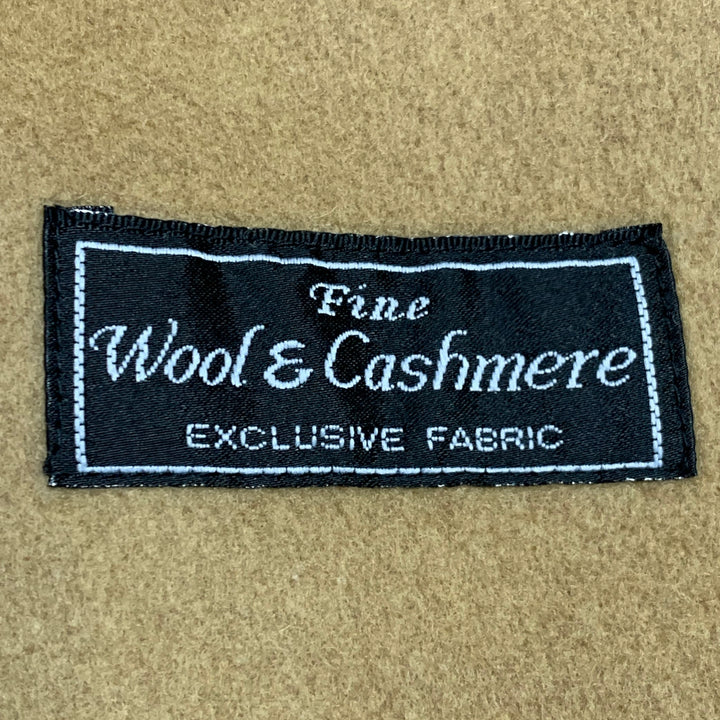 Fine
Wool & Cashmere
EXCLUSIVE FABRIC